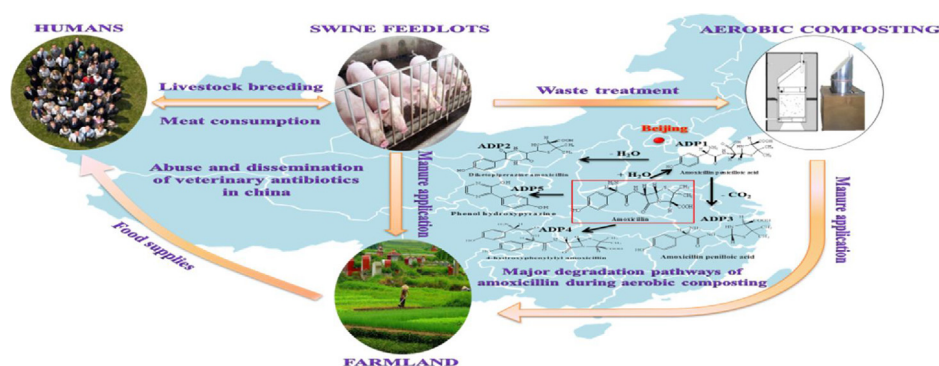 HUMANS
SWINE FEEDLOTS
AEROBIC COMPOSTING
Livestock breeding
Meat consumption
Waste treatment
Beijing
ADP1
Amoxicillin penicilloic acid
ADP2
- H₂O
Diketopiperazine amoxicillin
+ H₂O
ADP5
Phenol hydroxypyrazine
Amoxicillin
- CO₂
ADP3
Amoxicillin penilloic acid
ADP4
Abuse and dissemination
of veterinary antibiotics
in china
Manure application
Manure application
Food supplies
Major degradation pathways of
amoxicillin during aerobic composting
FARMLAND